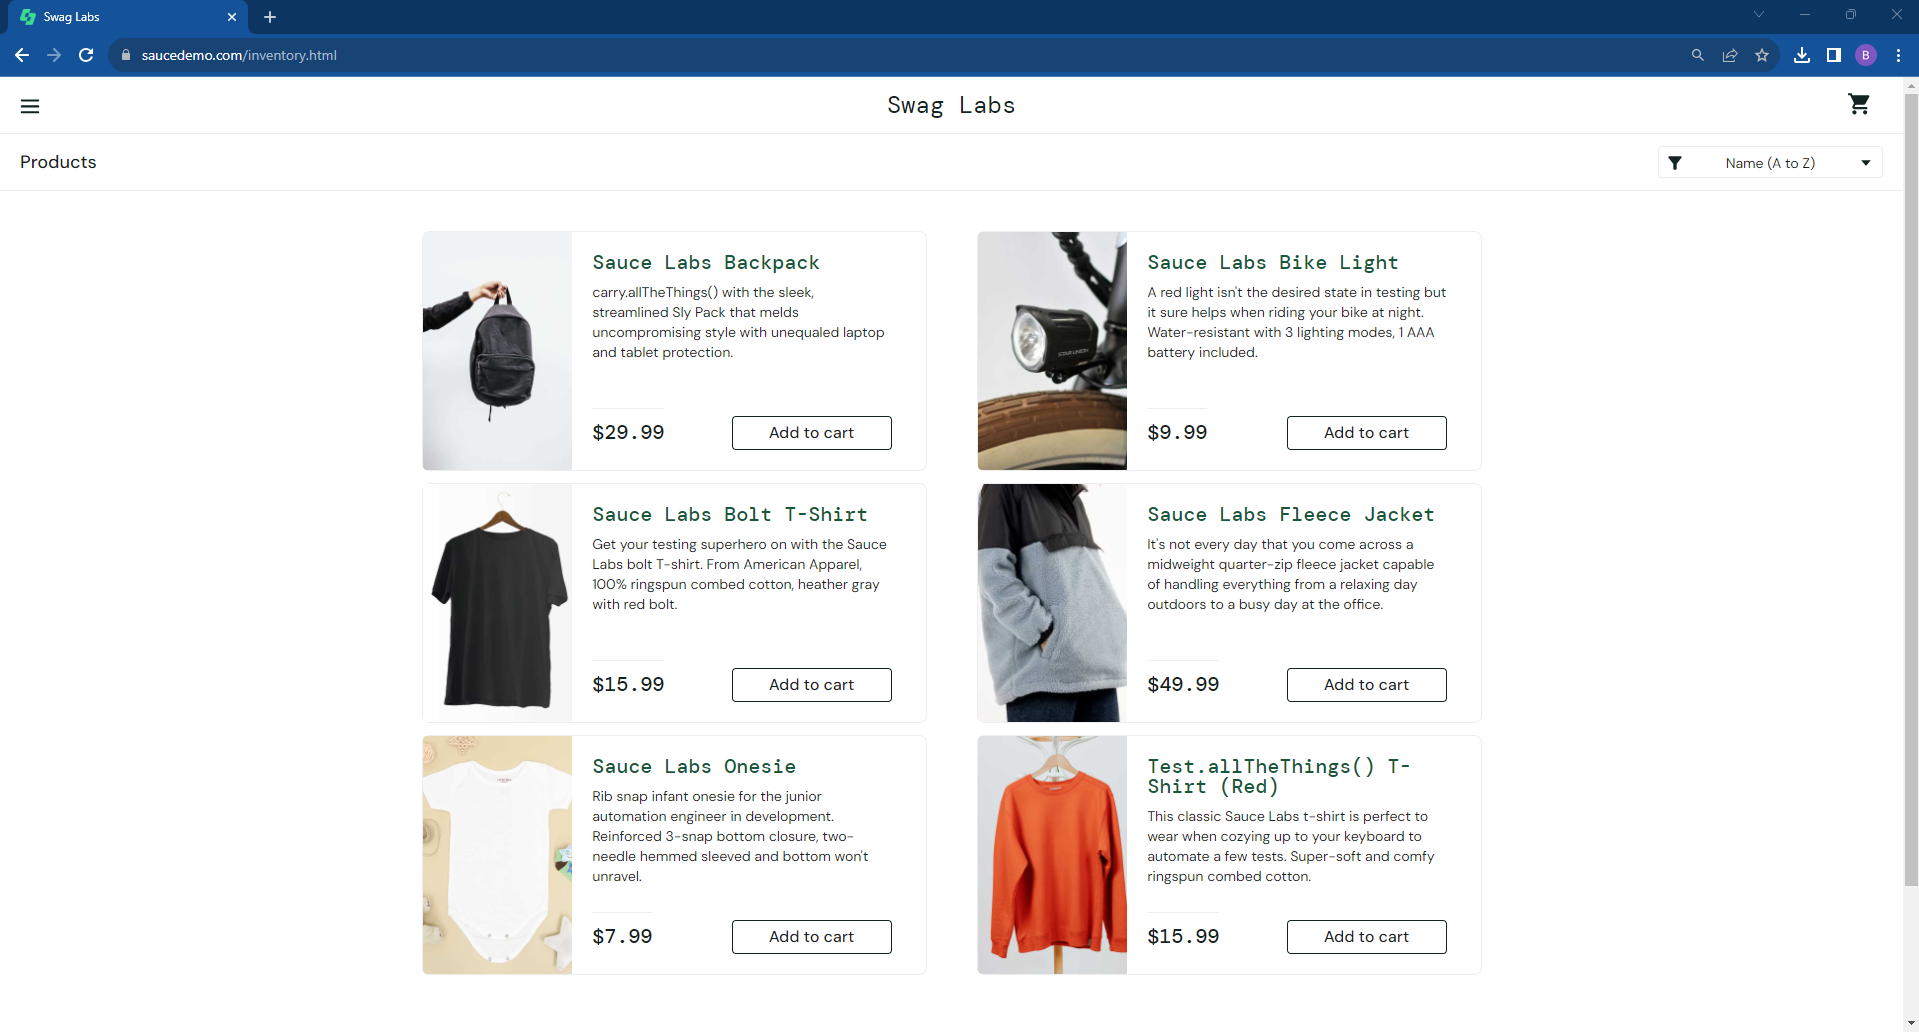 Swag Labs
saucedemo.com/inventory.html
B
Swag Labs
Products
Name (A to Z)
Sauce Labs Backpack
carry.allTheThings() with the sleek,
streamlined Sly Pack that melds
uncompromising style with unequaled laptop
and tablet protection.
$29.99
Add to cart
Sauce Labs Bike Light
A red light isn't the desired state in testing but
it sure helps when riding your bike at night.
Water-resistant with 3 lighting modes, 1 AAA
battery included.
STAR UNION
$9.99
Add to cart
Sauce Labs Bolt T-Shirt
Get your testing superhero on with the Sauce
Labs bolt T-shirt. From American Apparel,
100% ringspun combed cotton, heather gray
with red bolt.
$15.99
Add to cart
Sauce Labs Fleece Jacket
It's not every day that you come across a
midweight quarter-zip fleece jacket capable
of handling everything from a relaxing day
outdoors to a busy day at the office.
$49.99
Add to cart
Sauce Labs Onesie
Rib snap infant onesie for the junior
automation engineer in development.
Reinforced 3-snap bottom closure, two-
needle hemmed sleeved and bottom won't
unravel.
$7.99
Add to cart
Test.allTheThings() T-
Shirt (Red)
This classic Sauce Labs t-shirt is perfect to
wear when cozying up to your keyboard to
automate a few tests. Super-soft and comfy
ringspun combed cotton.
$15.99
Add to cart